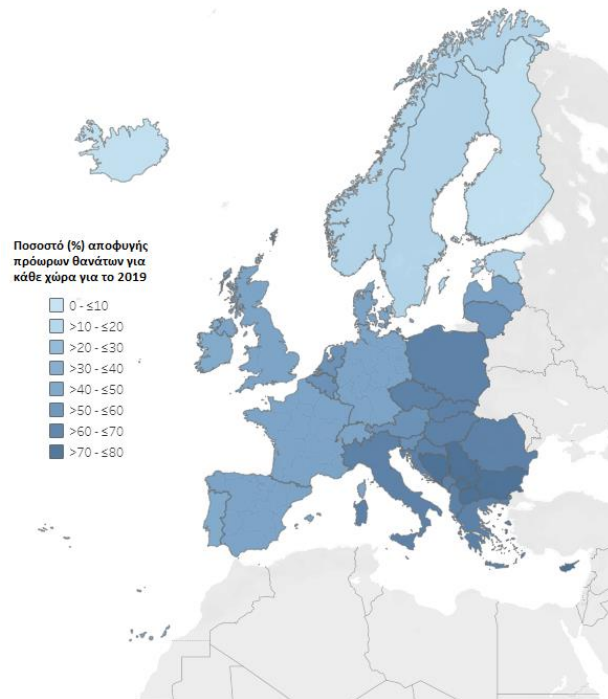 Ποσοστό (%) αποφυγής
πρόωρων θανάτων για
κάθε χώρα για το 2019
0 - ≤10
>10 - ≤20
>20 - ≤30
>30 - ≤40
>40 - ≤50
>50 - ≤60
>60 - ≤70
>70 - ≤80